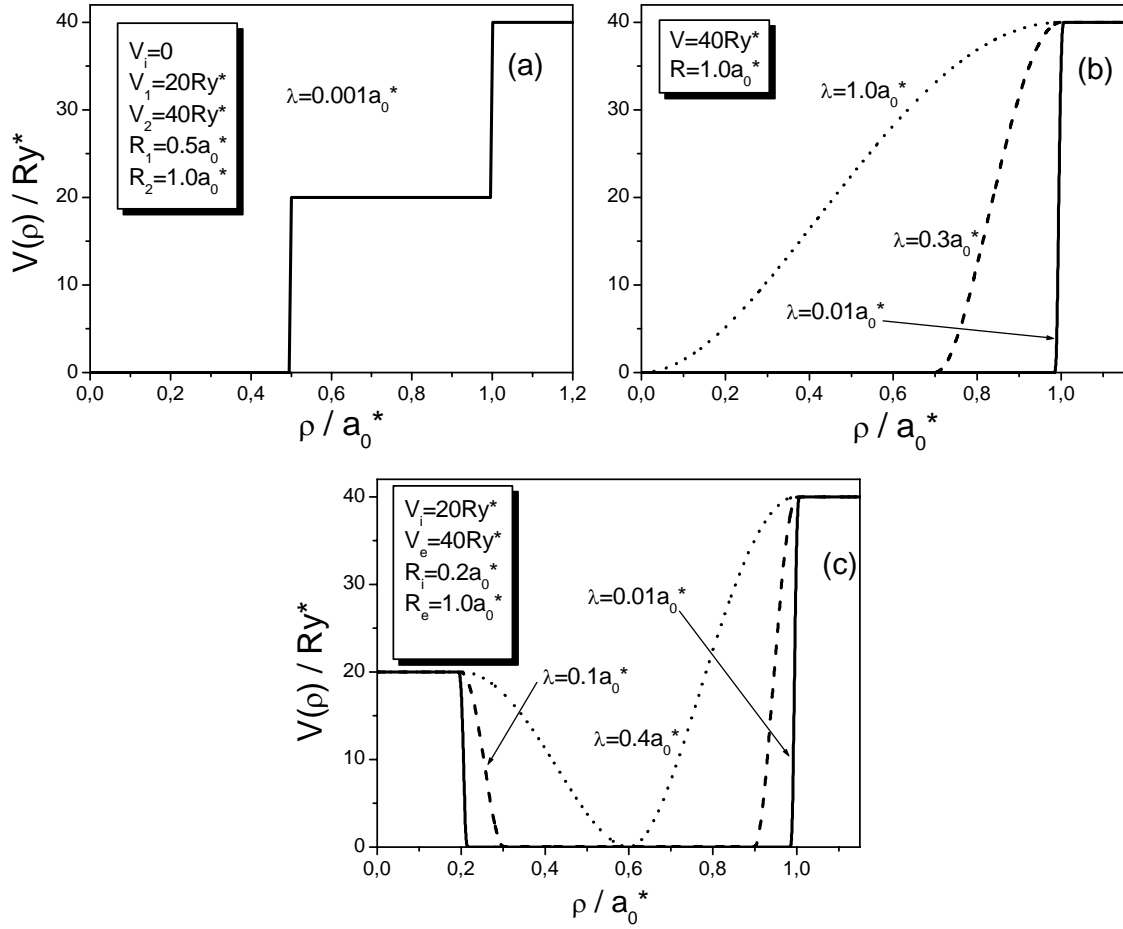 V(ρ) / Ry*
40
30
20
10
0
V_i=0
V_1=20Ry*
V_2=40Ry*
R_1=0.5a_0*
R_2=1.0a_0*
λ=0.001a_0*
(a)
0,0 0,2 0,4 0,6 0,8 1,0 1,2
ρ / a_0*
40
30
20
10
0
V=40Ry*
R=1.0a_0*
(b)
λ=1.0a_0*
λ=0.3a_0*
λ=0.01a_0*
0,0 0,2 0,4 0,6 0,8 1,0
ρ / a_0*
V(ρ) / Ry*
40
30
20
10
0
V_i=20Ry*
V_e=40Ry*
R_i=0.2a_0*
R_e=1.0a_0*
(c)
λ=0.01a_0*
λ=0.1a_0*
λ=0.4a_0*
0,0 0,2 0,4 0,6 0,8 1,0
ρ / a_0*